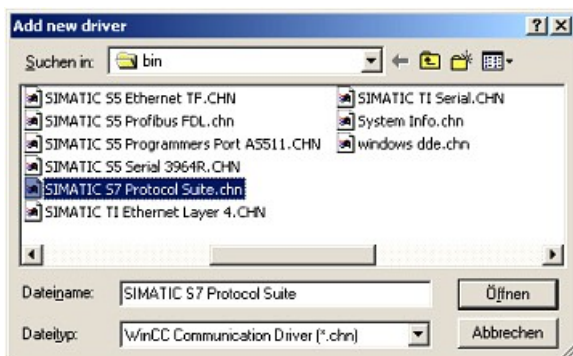 Add new driver
Suchen in: bin
SIMATIC S5 Ethernet TF.CHN
SIMATIC S5 Profibus FDL.chn
SIMATIC S5 Programmers Port AS511.CHN
SIMATIC S5 Serial 3964R.CHN
SIMATIC S7 Protocol Suite.chn
SIMATIC TI Ethernet Layer 4.CHN
SIMATIC TI Serial.CHN
System Info.chn
windows dde.chn
Dateiname: SIMATIC S7 Protocol Suite Öffnen
Dateityp: WinCC Communication Driver (*.chn) Abbrechen